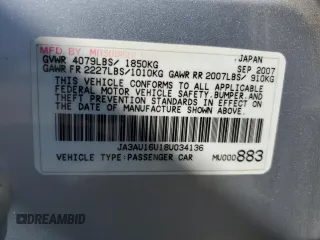 MFD BY MITSUBISHI JAPAN
GVWR 4079LBS/ 1850KG SEP 2007
GAWR FR 2227LBS/1010KG GAWR RR 2007LBS/ 910KG
THIS VEHICLE CONFORMS TO ALL APPLICABLE
FEDERAL MOTOR VEHICLE SAFETY,BUMPER,AND
THEFT PREVENTION STANDARDS IN EFFECT ON THE
DATE OF MANUFACTURE SHOWN ABOVE.
JA3AU16U18U034136
VEHICLE TYPE:PASSENGER CAR MU000883
© DRIVEBIDCARS